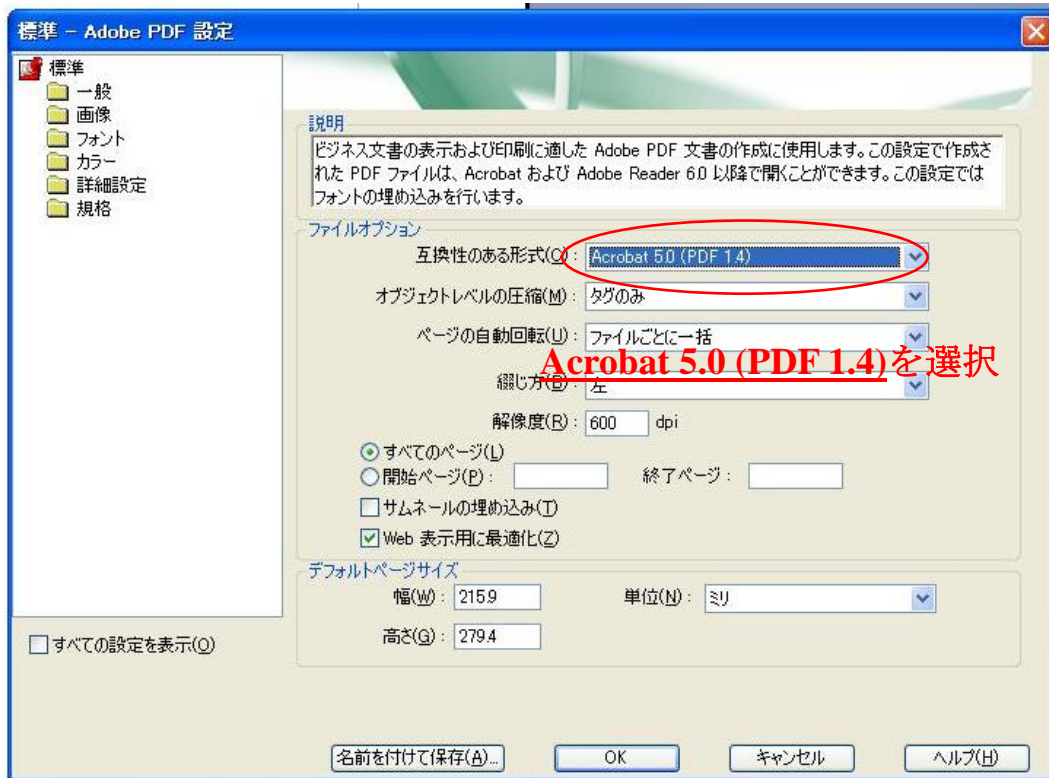 標準 - Adobe PDF 設定
標準
一般
画像
フォント
カラー
詳細設定
規格
すべての設定を表示(O)
説明
ビジネス文書の表示および印刷に適した Adobe PDF 文書の作成に使用します。この設定で作成さ
れた PDF ファイルは、Acrobat および Adobe Reader 6.0 以降で開くことができます。この設定では
フォントの埋め込みを行います。
ファイルオプション
互換性のある形式(C): Acrobat 5.0 (PDF 1.4)
オブジェクトレベルの圧縮(M): タグのみ
ページの自動回転(U): ファイルごとに一括
Acrobat 5.0 (PDF 1.4)を選択
綴じ方(B): 左
解像度(R): 600 dpi
すべてのページ(L)
開始ページ(P): 終了ページ:
サムネールの埋め込み(T)
Web 表示用に最適化(Z)
デフォルトページサイズ
幅(W): 215.9 単位(N): ミリ
高さ(G): 279.4
名前を付けて保存(A)... OK キャンセル ヘルプ(H)